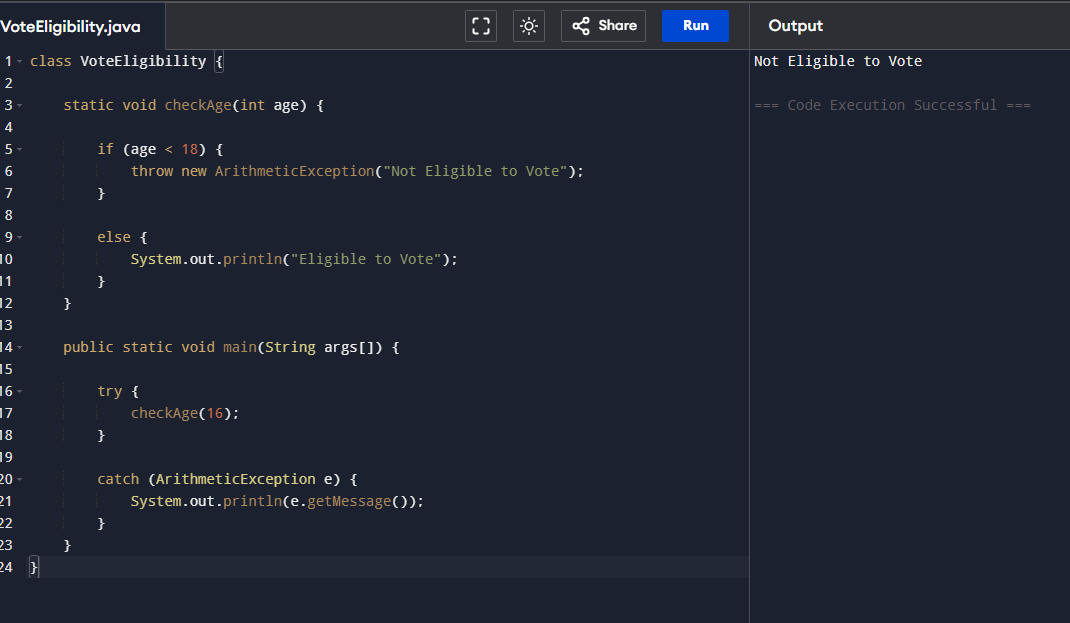 VoteEligibility.java
Share
Run
Output
1 class VoteEligibility {
2
3     static void checkAge(int age) {
4
5         if (age < 18) {
6             throw new ArithmeticException("Not Eligible to Vote");
7         }
8
9         else {
10             System.out.println("Eligible to Vote");
11         }
12     }
13
14     public static void main(String args[]) {
15
16         try {
17             checkAge(16);
18         }
19
20         catch (ArithmeticException e) {
21             System.out.println(e.getMessage());
22         }
23     }
24 }
Not Eligible to Vote
=== Code Execution Successful ===